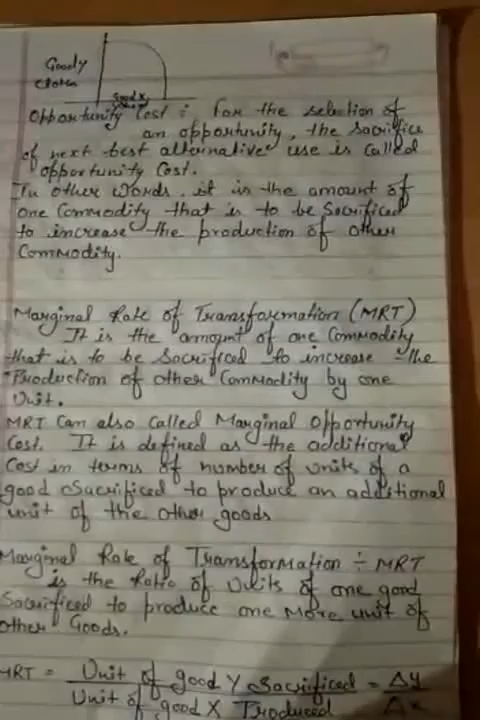 Good y
Good x
Opportunity Cost : For the selection of
an opportunity, the sacrifice
of next best alternative use is called
opportunity Cost.
In other words, it is the amount of
one Commodity that is to be Sacrificed
to increase the production of other
Commodity.
Marginal Rate of Transformation (MRT)
It is the amount of one Commodity
that is to be Sacrificed to increase the
Production of other Commodity by one
Unit.
MRT Can also called Marginal Opportunity
Cost. It is defined as the additional
Cost in terms of number of units of a
good Sacrificed to produce an additional
unit of the other goods
Marginal Rate of Transformation ÷ MRT
is the Ratio of Units of one good
Sacrificed to produce one More unit of
other Goods.
MRT = Unit of good Y Sacrificed = Δy
Unit of good X Produced Δx